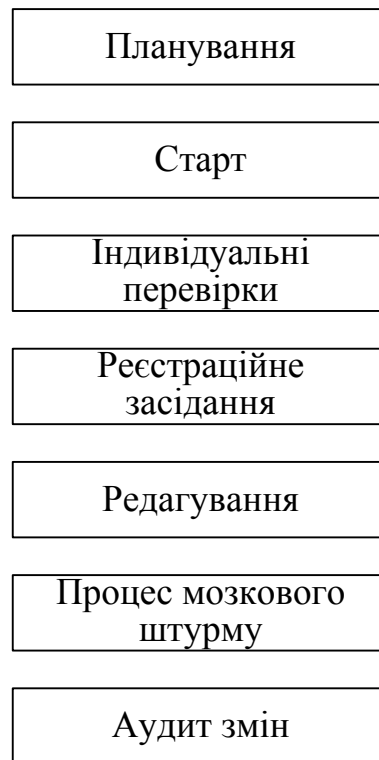 Планування
Старт
Індивідуальні
перевірки
Реєстраційне
засідання
Редагування
Процес мозкового
штурму
Аудит змін